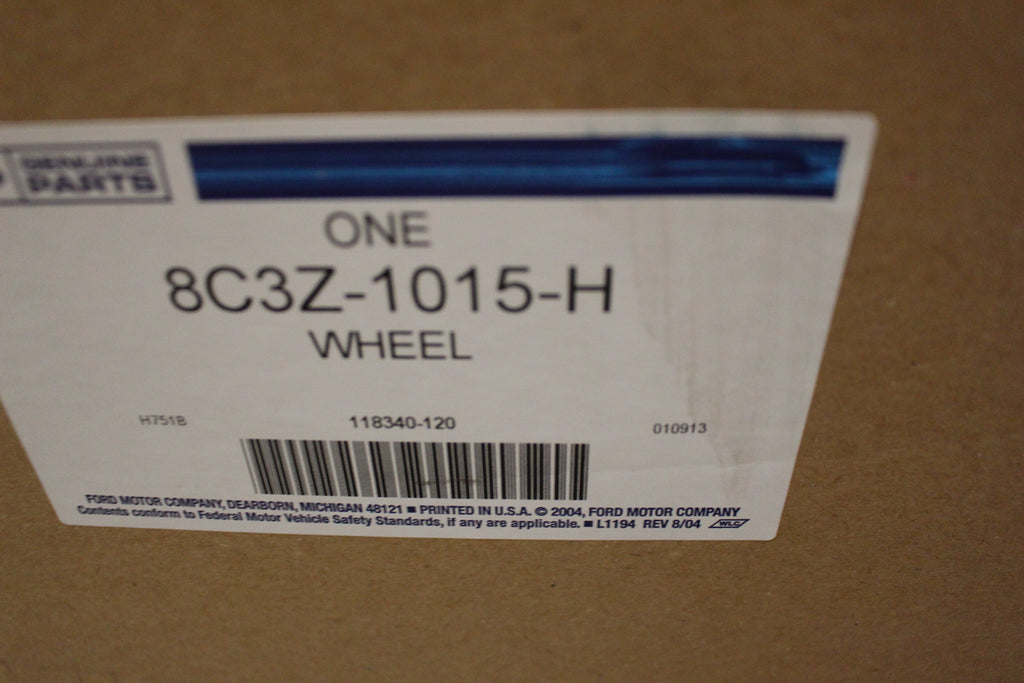 GENUINE
PARTS
ONE
8C3Z-1015-H
WHEEL
H751B 118340-120 010913
FORD MOTOR COMPANY, DEARBORN, MICHIGAN 48121 ■ PRINTED IN U.S.A. © 2004, FORD MOTOR COMPANY
Contents conform to Federal Motor Vehicle Safety Standards, if any are applicable. ■ L1194 REV 8/04 WLC